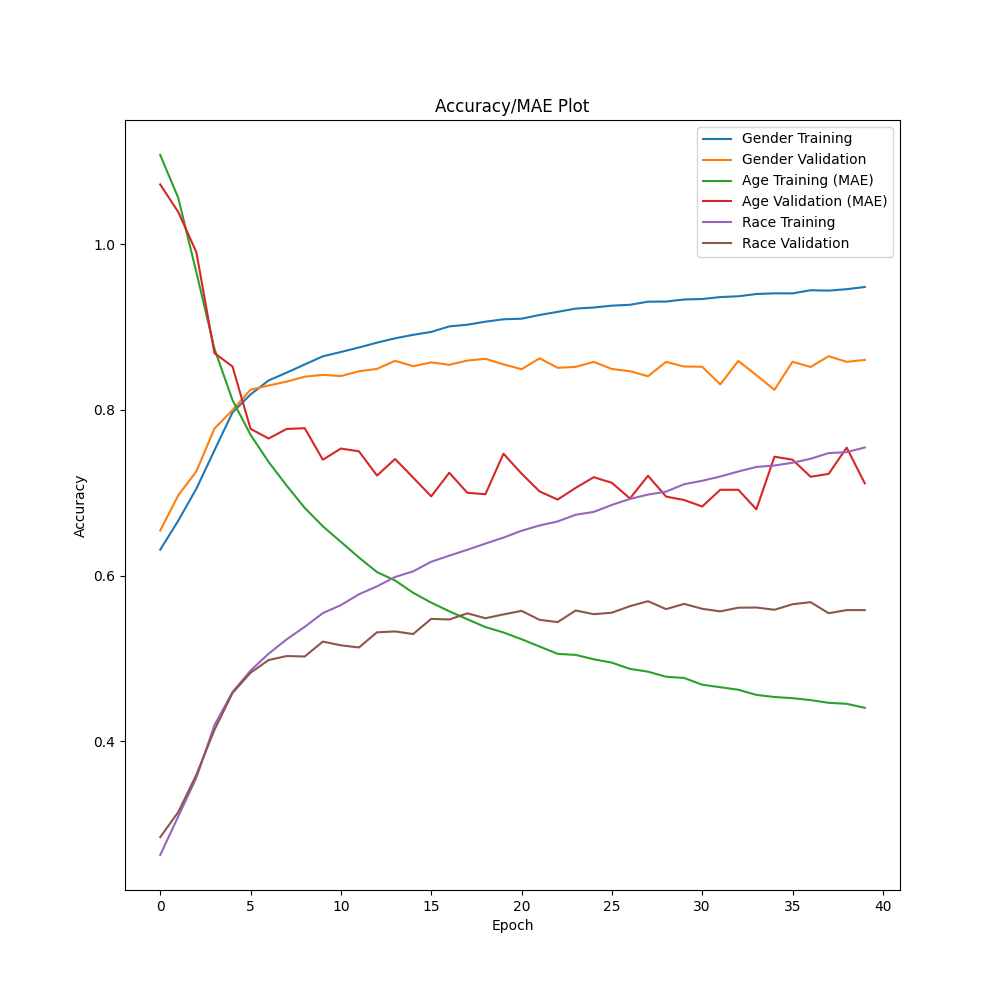 Accuracy/MAE Plot
Gender Training
Gender Validation
Age Training (MAE)
Age Validation (MAE)
Race Training
Race Validation
Accuracy
1.0
0.8
0.6
0.4
0 5 10 15 20 25 30 35 40
Epoch